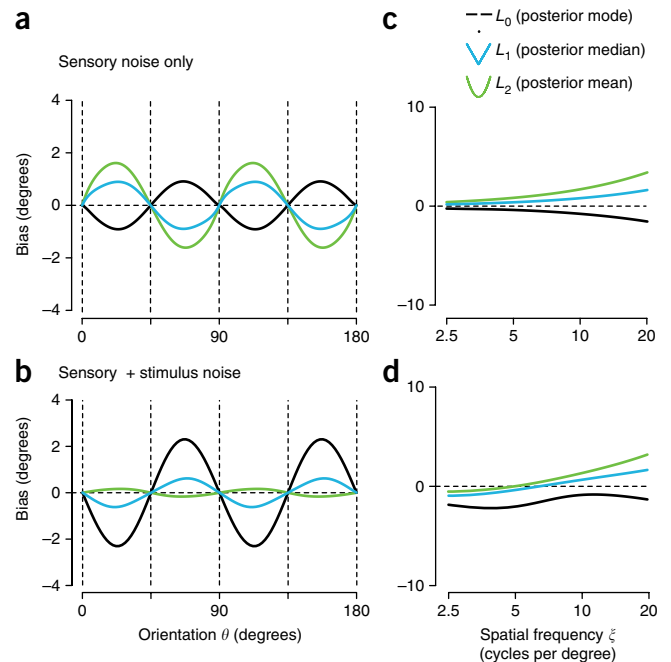 a
Sensory noise only
Bias (degrees)
4
2
0
−2
−4
0
90
180
c
L0 (posterior mode)
L1 (posterior median)
L2 (posterior mean)
10
0
−10
2.5
5
10
20
b
Sensory + stimulus noise
Bias (degrees)
4
2
0
−2
−4
0
90
180
Orientation θ (degrees)
d
10
0
−10
2.5
5
10
20
Spatial frequency ξ
(cycles per degree)